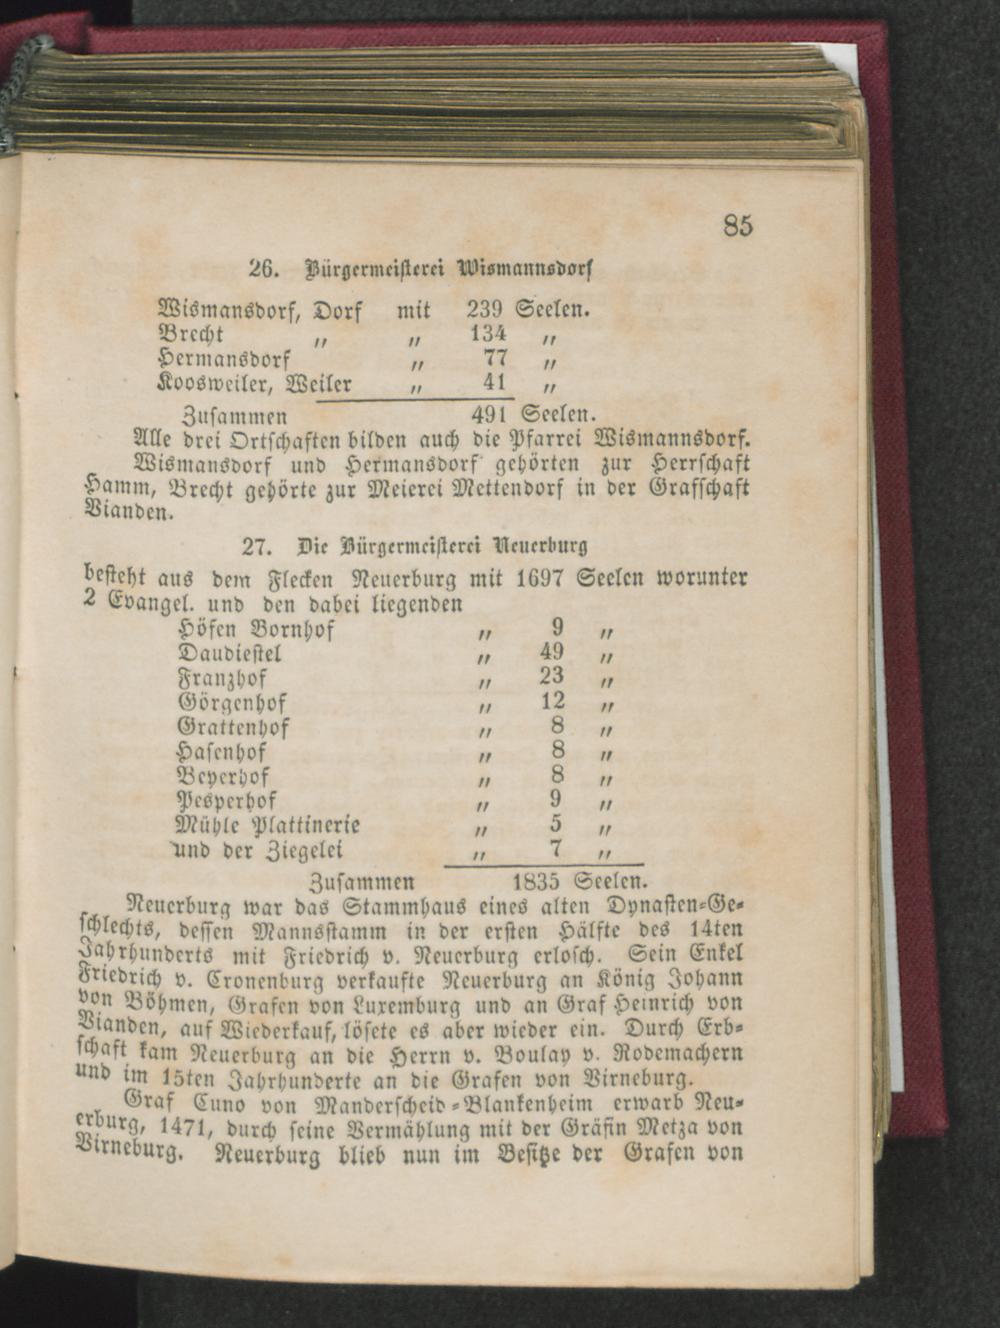 85
26. Bürgermeisterei Wismannsdorf
Wismansdorf, Dorf mit 239 Seelen.
Brecht „ „ 134 „
Hermansdorf „ 77 „
Koosweiler, Weiler „ 41 „
Zusammen 491 Seelen.
Alle drei Ortschaften bilden auch die Pfarrei Wismannsdorf.
Wismansdorf und Hermansdorf gehörten zur Herrschaft
Hamm, Brecht gehörte zur Meierei Mettendorf in der Grafschaft
Vianden.
27. Die Bürgermeisterei Neuerburg
besteht aus dem Flecken Neuerburg mit 1697 Seelen worunter
2 Evangel. und den dabei liegenden
Höfen Bornhof „ 9 „
Daudiestel „ 49 „
Franzhof „ 23 „
Görgenhof „ 12 „
Grattenhof „ 8 „
Hasenhof „ 8 „
Beyerhof „ 8 „
Pesperhof „ 9 „
Mühle Plattinerie „ 5 „
und der Ziegelei „ 7 „
Zusammen 1835 Seelen.
Neuerburg war das Stammhaus eines alten Dynasten-Ge-
schlechts, dessen Mannsstamm in der ersten Hälfte des 14ten
Jahrhunderts mit Friedrich v. Neuerburg erlosch. Sein Enkel
Friedrich v. Cronenburg verkaufte Neuerburg an König Johann
von Böhmen, Grafen von Luxemburg und an Graf Heinrich von
Vianden, auf Wiederkauf, lösete es aber wieder ein. Durch Erb-
schaft kam Neuerburg an die Herrn v. Boulay v. Rodemachern
und im 15ten Jahrhunderte an die Grafen von Virneburg.
Graf Cuno von Manderscheid-Blankenheim erwarb Neu-
erburg, 1471, durch seine Vermählung mit der Gräfin Metza von
Virneburg. Neuerburg blieb nun im Besitze der Grafen von